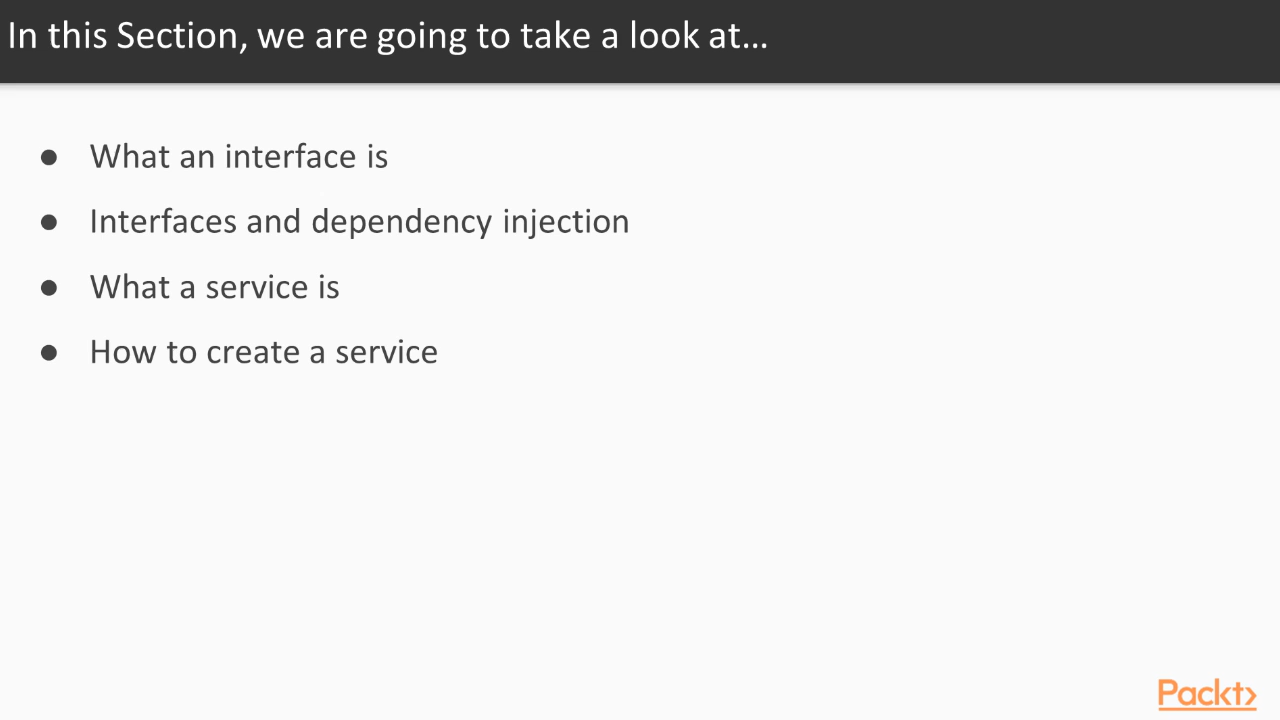 In this Section, we are going to take a look at…
● What an interface is
● Interfaces and dependency injection
● What a service is
● How to create a service
Packt>